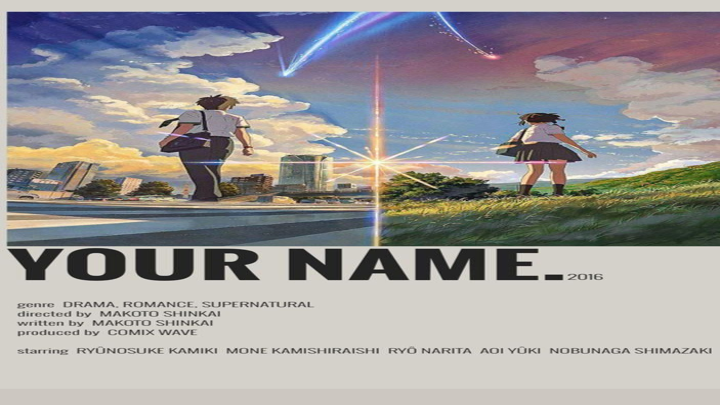 YOUR NAME. 2016
genre DRAMA, ROMANCE, SUPERNATURAL
directed by MAKOTO SHINKAI
written by MAKOTO SHINKAI
produced by COMIX WAVE
starring RYŪNOSUKE KAMIKI MONE KAMISHIRAISHI RYŌ NARITA AOI YŪKI NOBUNAGA SHIMAZAKI